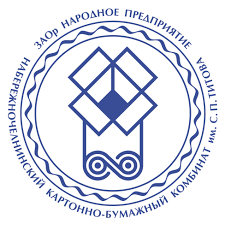 ЗАОр НАРОДНОЕ ПРЕДПРИЯТИЕ
НАБЕРЕЖНОЧЕЛНИНСКИЙ КАРТОННО-БУМАЖНЫЙ КОМБИНАТ им. С. П. ТИТОВА